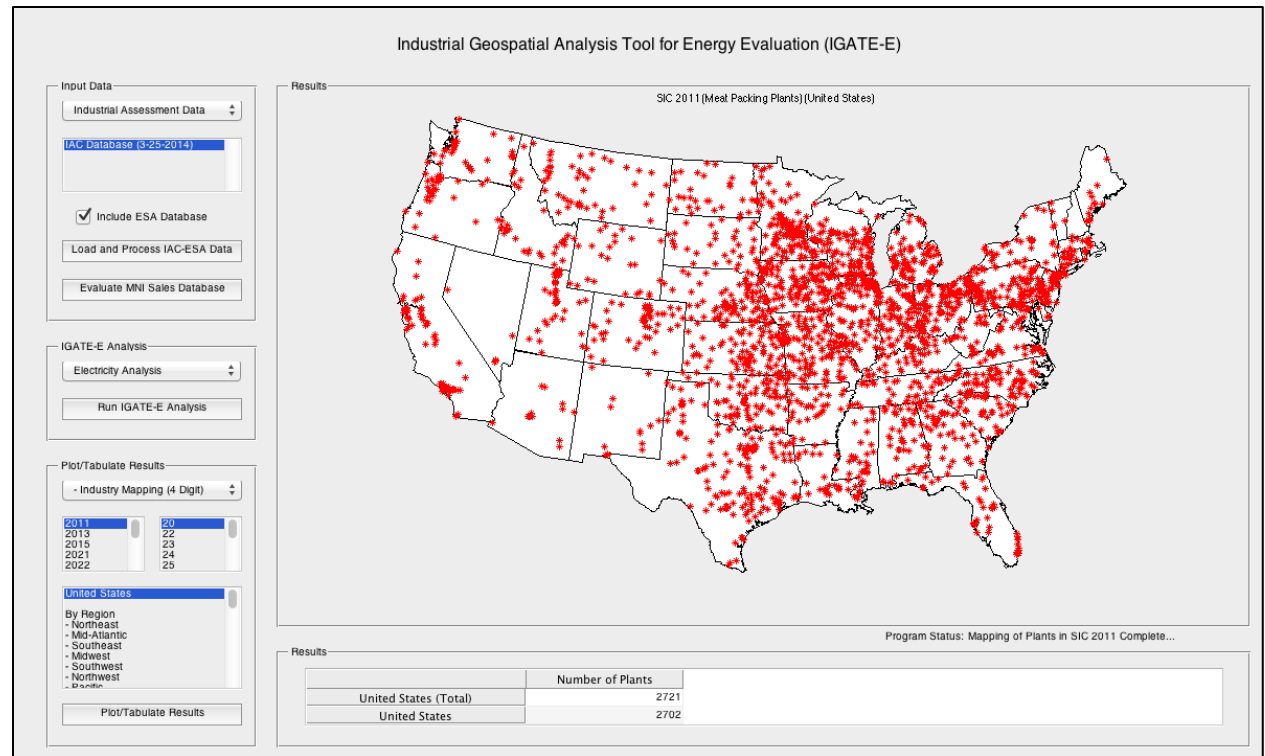 Industrial Geospatial Analysis Tool for Energy Evaluation (IGATE-E)
Input Data
Industrial Assessment Data
IAC Database (3-25-2014)
Include ESA Database
Load and Process IAC-ESA Data
Evaluate MNI Sales Database
IGATE-E Analysis
Electricity Analysis
Run IGATE-E Analysis
Plot/Tabulate Results
- Industry Mapping (4 Digit)
2011
2013
2015
2021
2022
20
22
23
24
25
United States
By Region
- Northeast
- Mid-Atlantic
- Southeast
- Midwest
- Southwest
- Northwest
- Pacific
Plot/Tabulate Results
Results
SIC 2011 (Meat Packing Plants) (United States)
Program Status: Mapping of Plants in SIC 2011 Complete...
Results
Number of Plants
United States (Total) 2721
United States 2702